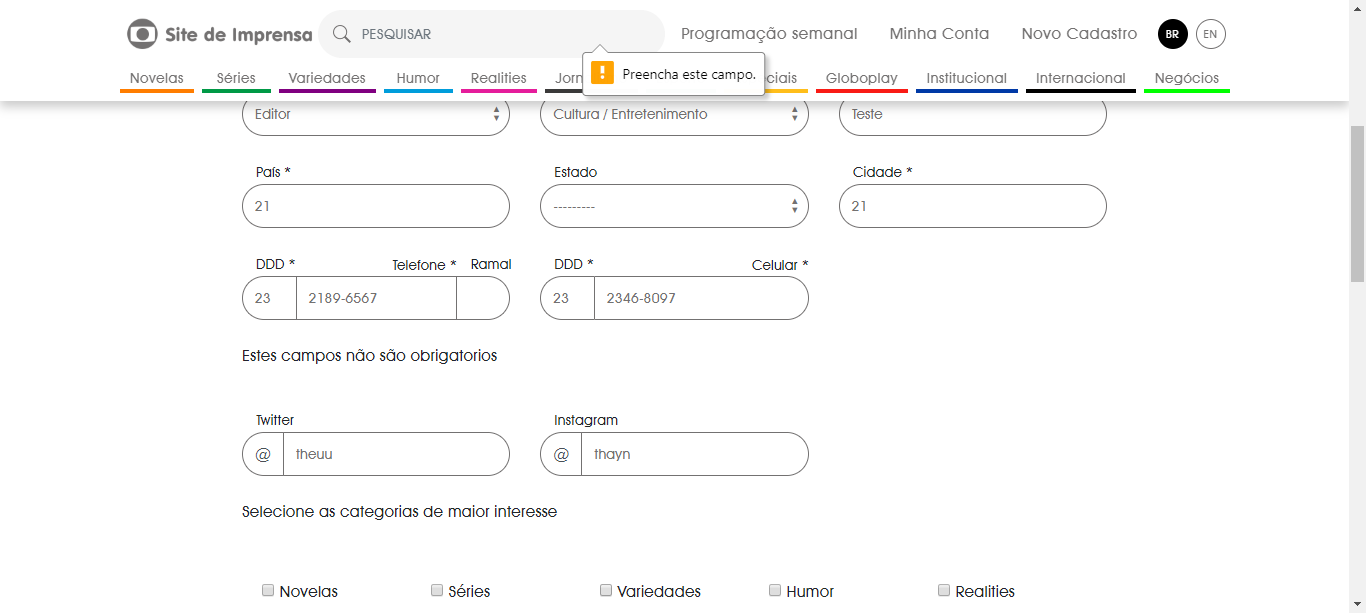 Site de Imprensa
PESQUISAR
Programação semanal Minha Conta Novo Cadastro BR EN
! Preencha este campo.
Novelas Séries Variedades Humor Realities Jorn ciais Globoplay Institucional Internacional Negócios
Editor Cultura / Entretenimento Teste
País * Estado Cidade *
21 --------- 21
DDD * Telefone * Ramal DDD * Celular *
23 2189-6567 23 2346-8097
Estes campos não são obrigatorios
Twitter Instagram
@ theuu @ thayn
Selecione as categorias de maior interesse
Novelas Séries Variedades Humor Realities